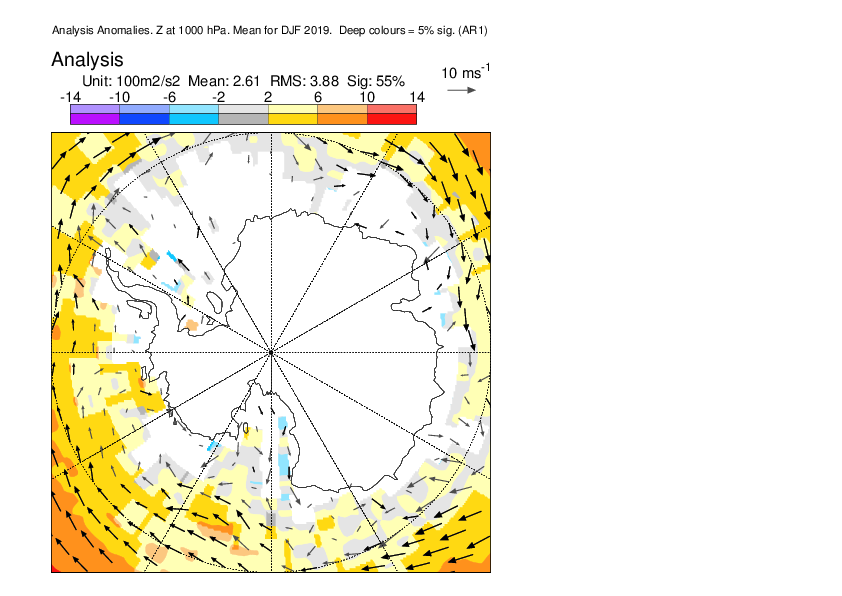 Analysis Anomalies. Z at 1000 hPa. Mean for DJF 2019. Deep colours = 5% sig. (AR1)
Analysis
10 ms-1
Unit: 100m2/s2 Mean: 2.61 RMS: 3.88 Sig: 55%
-14 -10 -6 -2 2 6 10 14